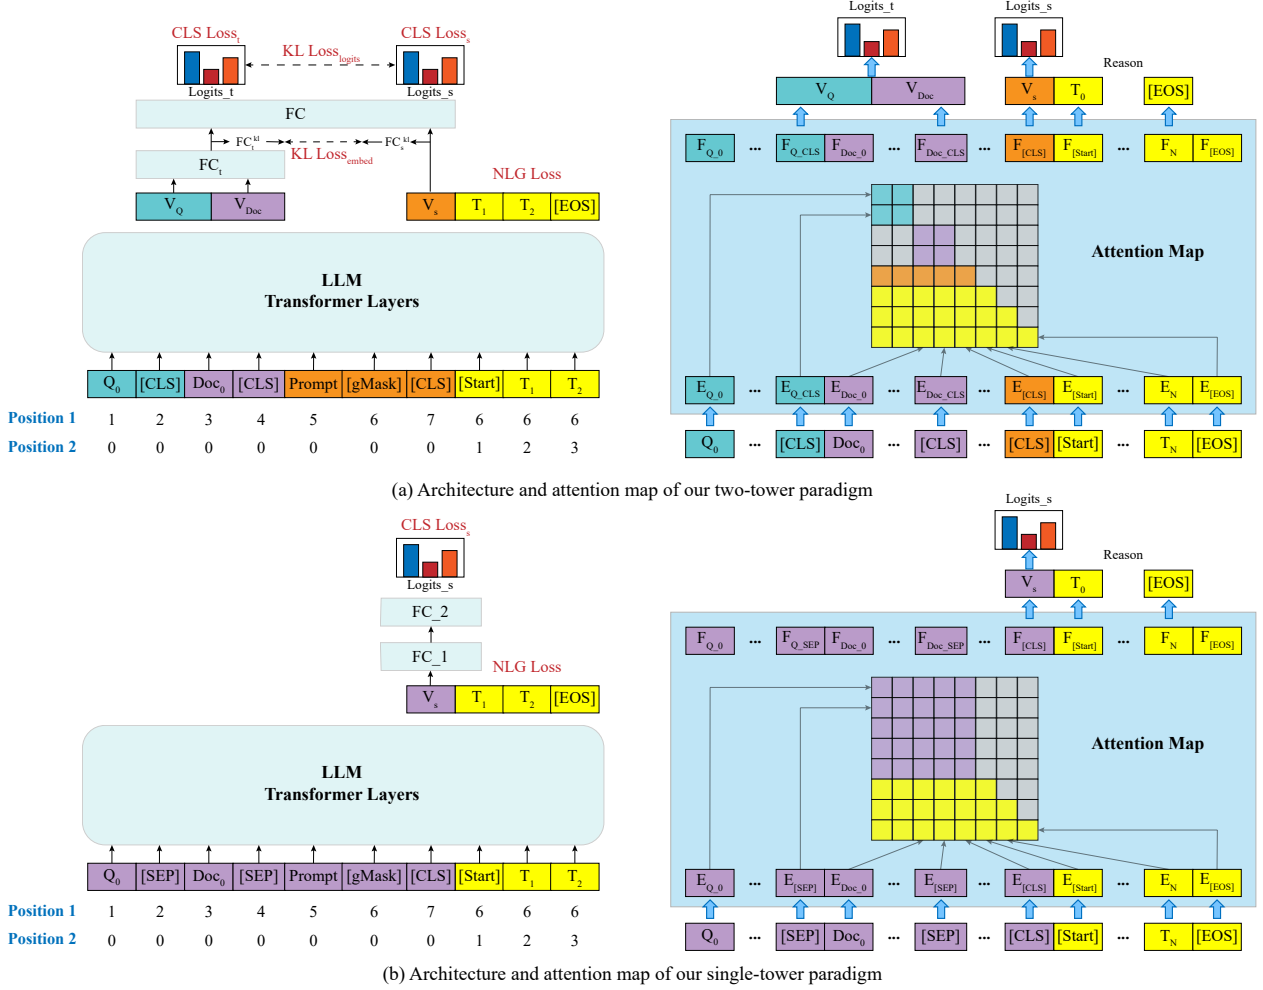 CLS Loss_t
KL Loss_logits
CLS Loss_s
Logits_t
Logits_s
FC
FC_t^kl
KL Loss_embed
FC_s^kl
FC_t
NLG Loss
V_Q V_Doc
V_s T_1 T_2 [EOS]
LLM
Transformer Layers
Q_0 [CLS] Doc_0 [CLS] Prompt [gMask] [CLS] [Start] T_1 T_2
Position 1 1 2 3 4 5 6 7 6 6 6
Position 2 0 0 0 0 0 0 0 1 2 3
Logits_t
Logits_s
Reason
V_Q V_Doc
V_s T_0 [EOS]
F_Q_0 ... F_Q_CLS F_Doc_0 ... F_Doc_CLS ... F_[CLS] F_[Start] ... F_N F_[EOS]
Attention Map
E_Q_0 ... E_Q_CLS E_Doc_0 ... E_Doc_CLS ... E_[CLS] E_[Start] ... E_N E_[EOS]
Q_0 ... [CLS] Doc_0 ... [CLS] ... [CLS] [Start] ... T_N [EOS]
(a) Architecture and attention map of our two-tower paradigm
CLS Loss_s
Logits_s
FC_2
FC_1
NLG Loss
V_s T_1 T_2 [EOS]
LLM
Transformer Layers
Q_0 [SEP] Doc_0 [SEP] Prompt [gMask] [CLS] [Start] T_1 T_2
Position 1 1 2 3 4 5 6 7 6 6 6
Position 2 0 0 0 0 0 0 0 1 2 3
Logits_s
Reason
V_s T_0 [EOS]
F_Q_0 ... F_Q_SEP F_Doc_0 ... F_Doc_SEP ... F_[CLS] F_[Start] ... F_N F_[EOS]
Attention Map
E_Q_0 ... E_[SEP] E_Doc_0 ... E_[SEP] ... E_[CLS] E_[Start] ... E_N E_[EOS]
Q_0 ... [SEP] Doc_0 ... [SEP] ... [CLS] [Start] ... T_N [EOS]
(b) Architecture and attention map of our single-tower paradigm